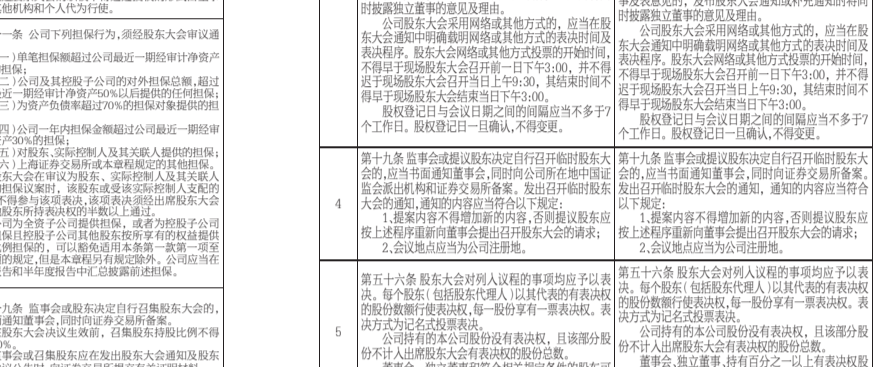 他机构和个人代为行使。
一条 公司下列担保行为,须经股东大会审议通
一)单笔担保额超过公司最近一期经审计净资产
担保;
二)公司及其控股子公司的对外担保总额,超过
近一期经审计净资产50%以后提供的任何担保;
三)为资产负债率超过70%的担保对象提供的担
四)公司一年内担保金额超过公司最近一期经审
产30%的担保;
五)对股东、实际控制人及其关联人提供的担保;
六)上海证券交易所或本章程规定的其他担保。
东大会在审议为股东、实际控制人及其关联人
担保议案时,该股东或受该实际控制人支配的
不得参与该项表决,该项表决须经出席股东大会
股东所持表决权的半数以上通过。
司为全资子公司提供担保,或者为控股子公司
保且控股子公司其他股东按所享有的权益提供
例担保的,可以豁免适用本条第一款第一项至
的规定,但是本章程另有规定除外。公司应当在
告和半年度报告中汇总披露前述担保。
九条 监事会或股东决定自行召集股东大会的,
通知董事会,同时向证券交易所备案。
股东大会决议生效前,召集股东持股比例不得
0%。
事会或召集股东应在发出股东大会通知及股东
时披露独立董事的意见及理由。
公司股东大会采用网络或其他方式的,应当在股
东大会通知中明确载明网络或其他方式的表决时间及
表决程序。股东大会网络或其他方式投票的开始时间,
不得早于现场股东大会召开前一日下午3:00,并不得
迟于现场股东大会召开当日上午9:30,其结束时间不
得早于现场股东大会结束当日下午3:00。
股权登记日与会议日期之间的间隔应当不多于7
个工作日。股权登记日一旦确认,不得变更。
事发表意见的,发布股东大会通知或补充通知时将同
时披露独立董事的意见及理由。
公司股东大会采用网络或其他方式的,应当在股
东大会通知中明确载明网络或其他方式的表决时间及
表决程序。股东大会网络或其他方式投票的开始时间,
不得早于现场股东大会召开前一日下午3:00,并不得
迟于现场股东大会召开当日上午9:30,其结束时间不
得早于现场股东大会结束当日下午3:00。
股权登记日与会议日期之间的间隔应当不多于7
个工作日。股权登记日一旦确认,不得变更。
4
第十九条 监事会或提议股东决定自行召开临时股东大
会的,应当书面通知董事会,同时向公司所在地中国证
监会派出机构和证券交易所备案。发出召开临时股东
大会的通知,通知的内容应当符合以下规定:
1、提案内容不得增加新的内容,否则提议股东应
按上述程序重新向董事会提出召开股东大会的请求;
2、会议地点应当为公司注册地。
第十九条 监事会或提议股东决定自行召开临时股东大
会的,应当书面通知董事会,同时向证券交易所备案。
发出召开临时股东大会的通知,通知的内容应当符合
以下规定:
1、提案内容不得增加新的内容,否则提议股东应
按上述程序重新向董事会提出召开股东大会的请求;
2、会议地点应当为公司注册地。
5
第五十六条 股东大会对列入议程的事项均应予以表
决。每个股东(包括股东代理人)以其代表的有表决权
的股份数额行使表决权,每一股份享有一票表决权。表
决方式为记名式投票表决。
公司持有的本公司股份没有表决权,且该部分股
份不计入出席股东大会有表决权的股份总数。
第五十六条 股东大会对列入议程的事项均应予以表
决。每个股东(包括股东代理人)以其代表的有表决权
的股份数额行使表决权,每一股份享有一票表决权。表
决方式为记名式投票表决。
公司持有的本公司股份没有表决权,且该部分股
份不计入出席股东大会有表决权的股份总数。
董事会、独立董事、持有百分之一以上有表决权股